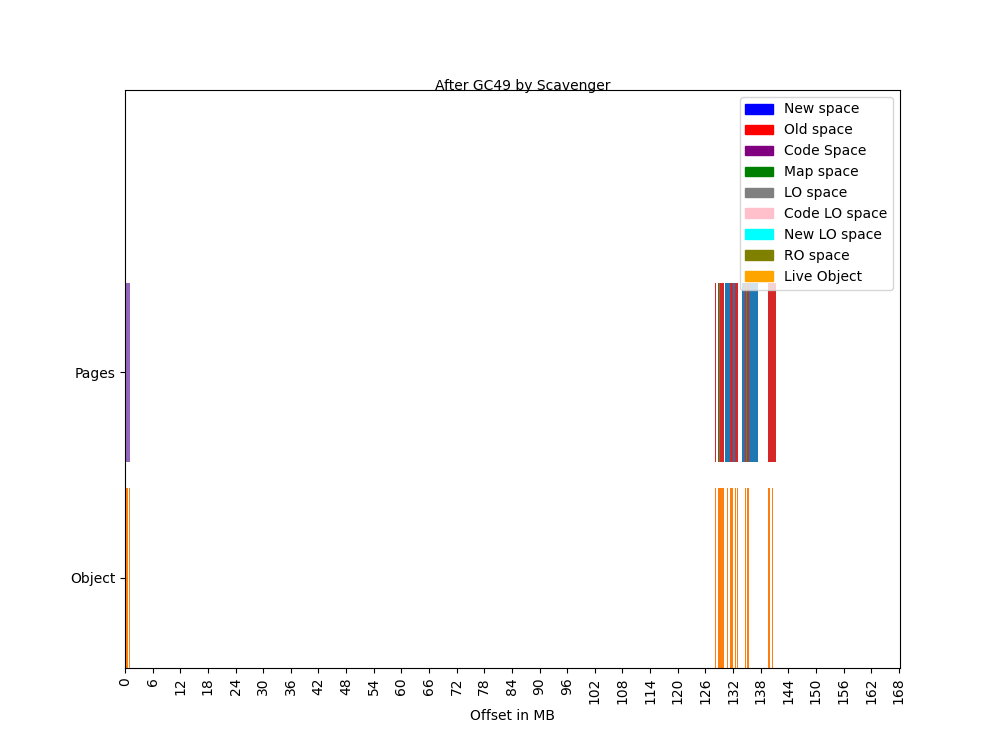 After GC49 by Scavenger
New space
Old space
Code Space
Map space
LO space
Code LO space
New LO space
RO space
Live Object
Pages
Object
0 6 12 18 24 30 36 42 48 54 60 66 72 78 84 90 96 102 108 114 120 126 132 138 144 150 156 162 168
Offset in MB